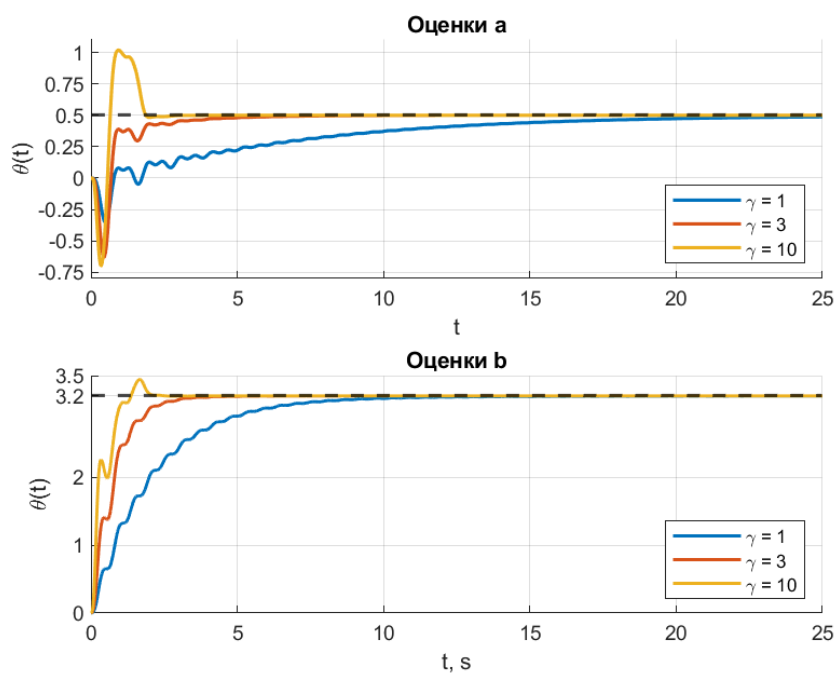 Оценки a
1
0.75
0.5
0.25
0
-0.25
-0.5
-0.75
θ(t)
γ = 1
γ = 3
γ = 10
0 5 10 15 20 25
t
Оценки b
3.5
3.2
2
1
0
θ(t)
γ = 1
γ = 3
γ = 10
0 5 10 15 20 25
t, s